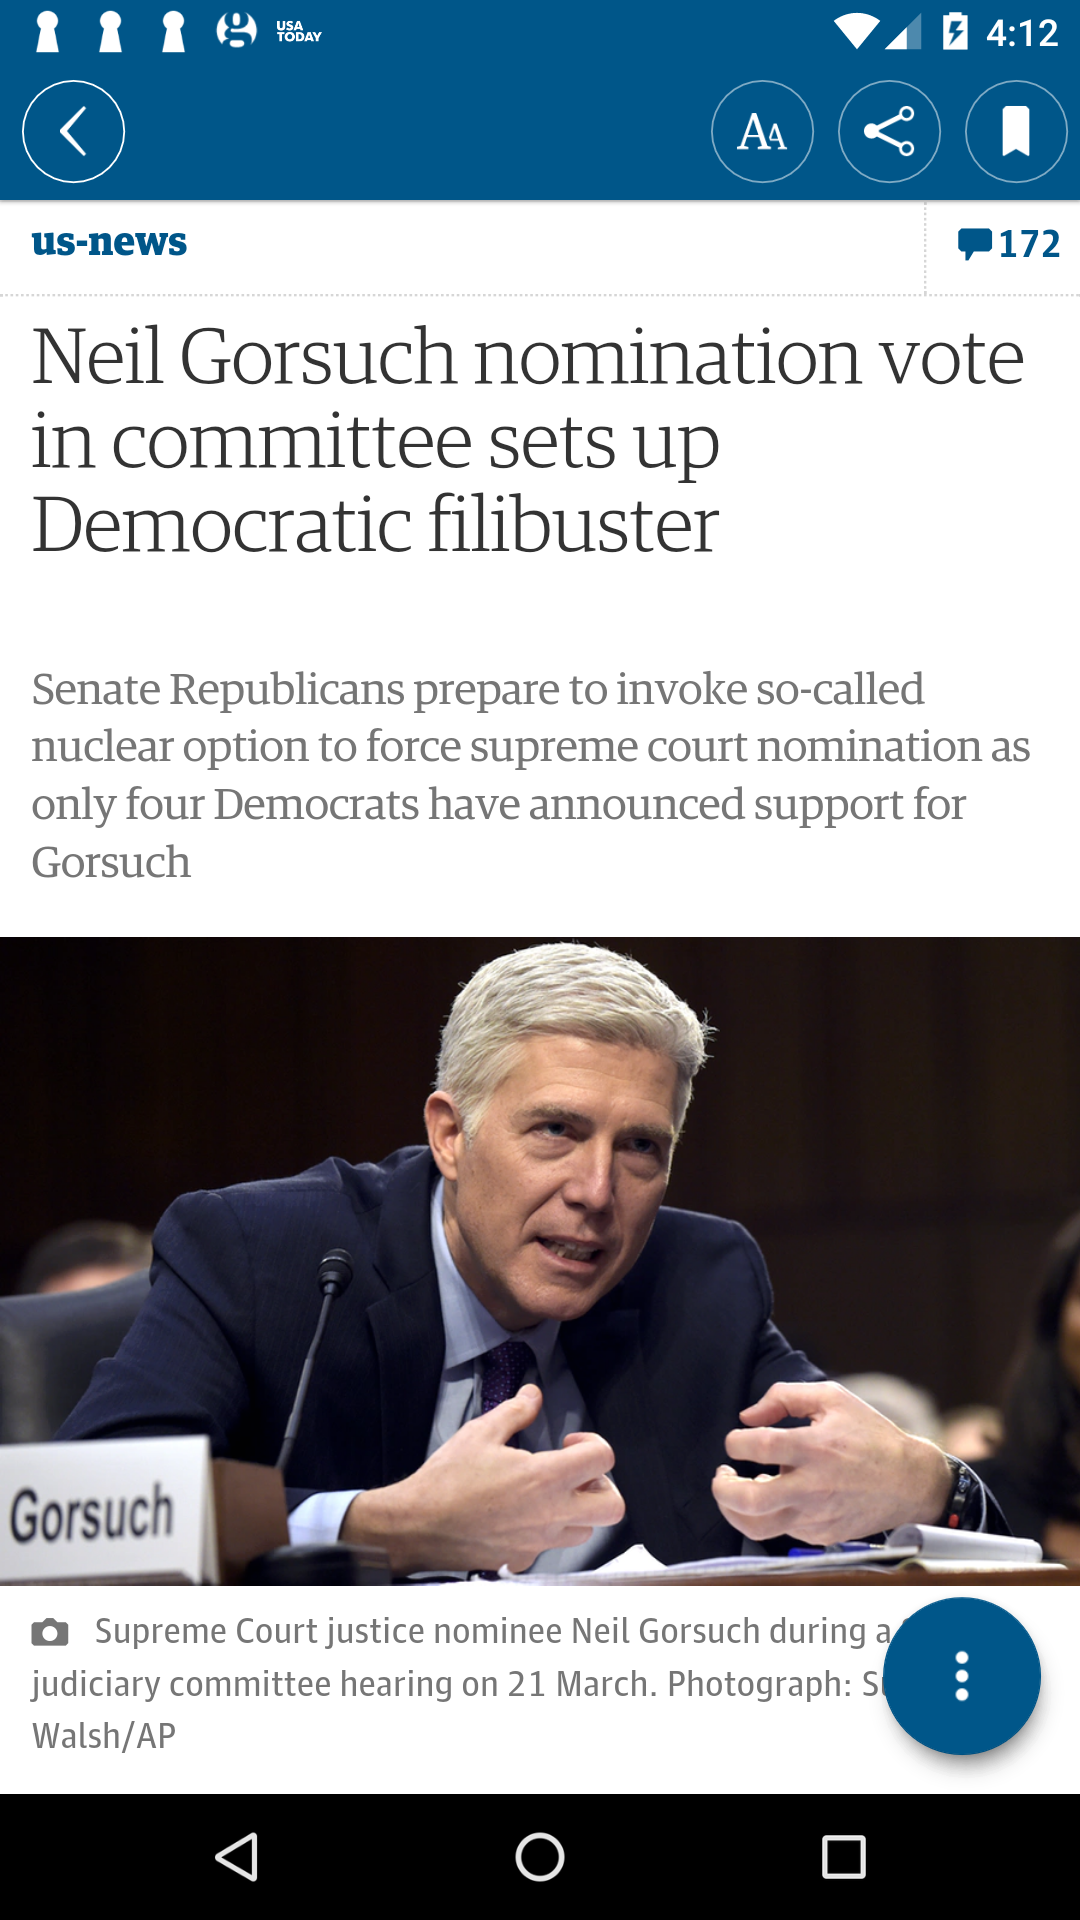 USA
TODAY
4:12
AA
us-news
172
Neil Gorsuch nomination vote
in committee sets up
Democratic filibuster
Senate Republicans prepare to invoke so-called
nuclear option to force supreme court nomination as
only four Democrats have announced support for
Gorsuch
Gorsuch
Supreme Court justice nominee Neil Gorsuch during a
judiciary committee hearing on 21 March. Photograph:
Walsh/AP